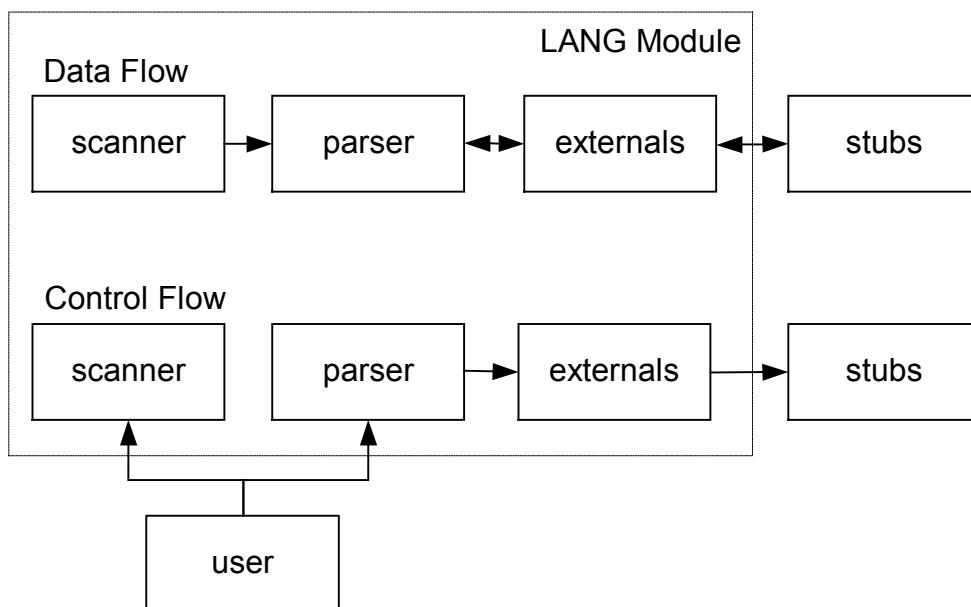 LANG Module
Data Flow
scanner
parser
externals
stubs
Control Flow
scanner
parser
externals
stubs
user